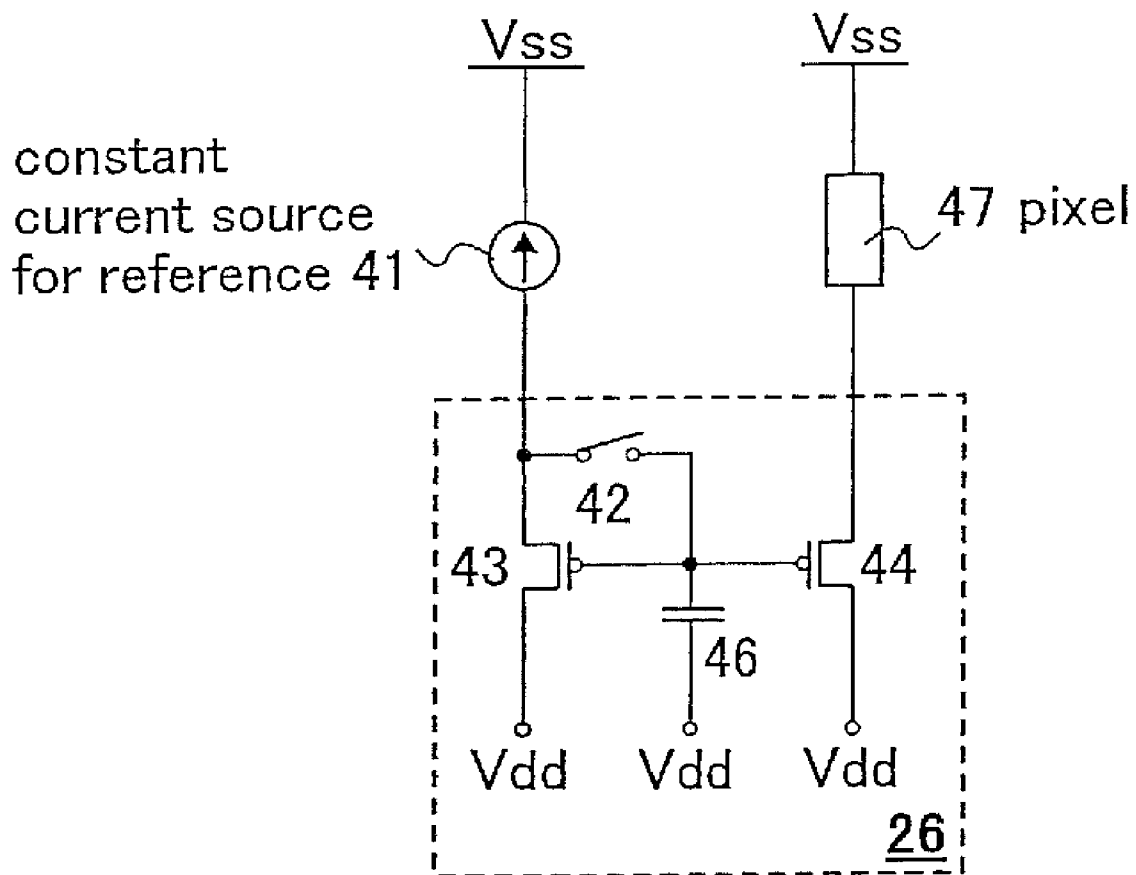 Vss
Vss
constant
current source
for reference 41
47 pixel
42
43
44
46
Vdd
Vdd
Vdd
26